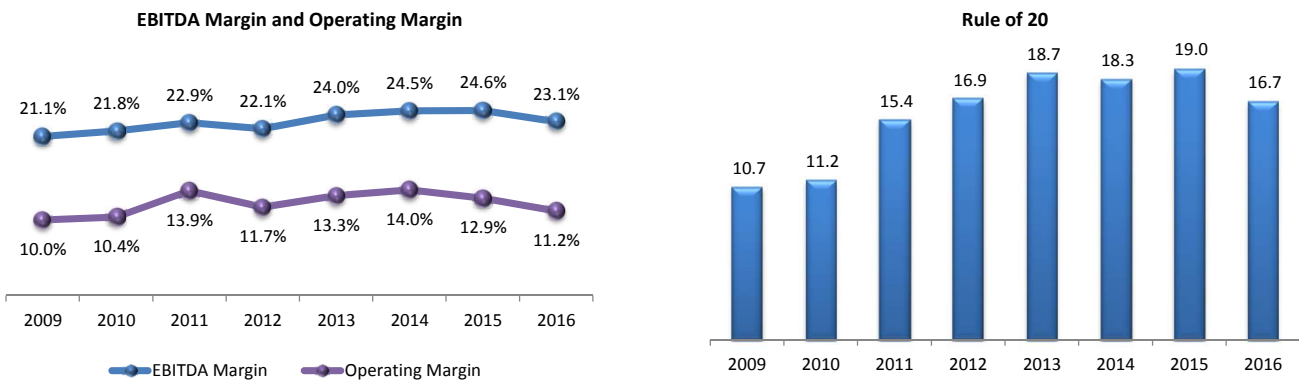 EBITDA Margin and Operating Margin
24.0% 24.5% 24.6% 23.1%
21.1% 21.8% 22.9% 22.1%
13.9% 11.7% 13.3% 14.0% 12.9% 11.2%
10.0% 10.4%
2009 2010 2011 2012 2013 2014 2015 2016
EBITDA Margin Operating Margin
Rule of 20
18.7 18.3 19.0
16.9 16.7
15.4
10.7 11.2
2009 2010 2011 2012 2013 2014 2015 2016